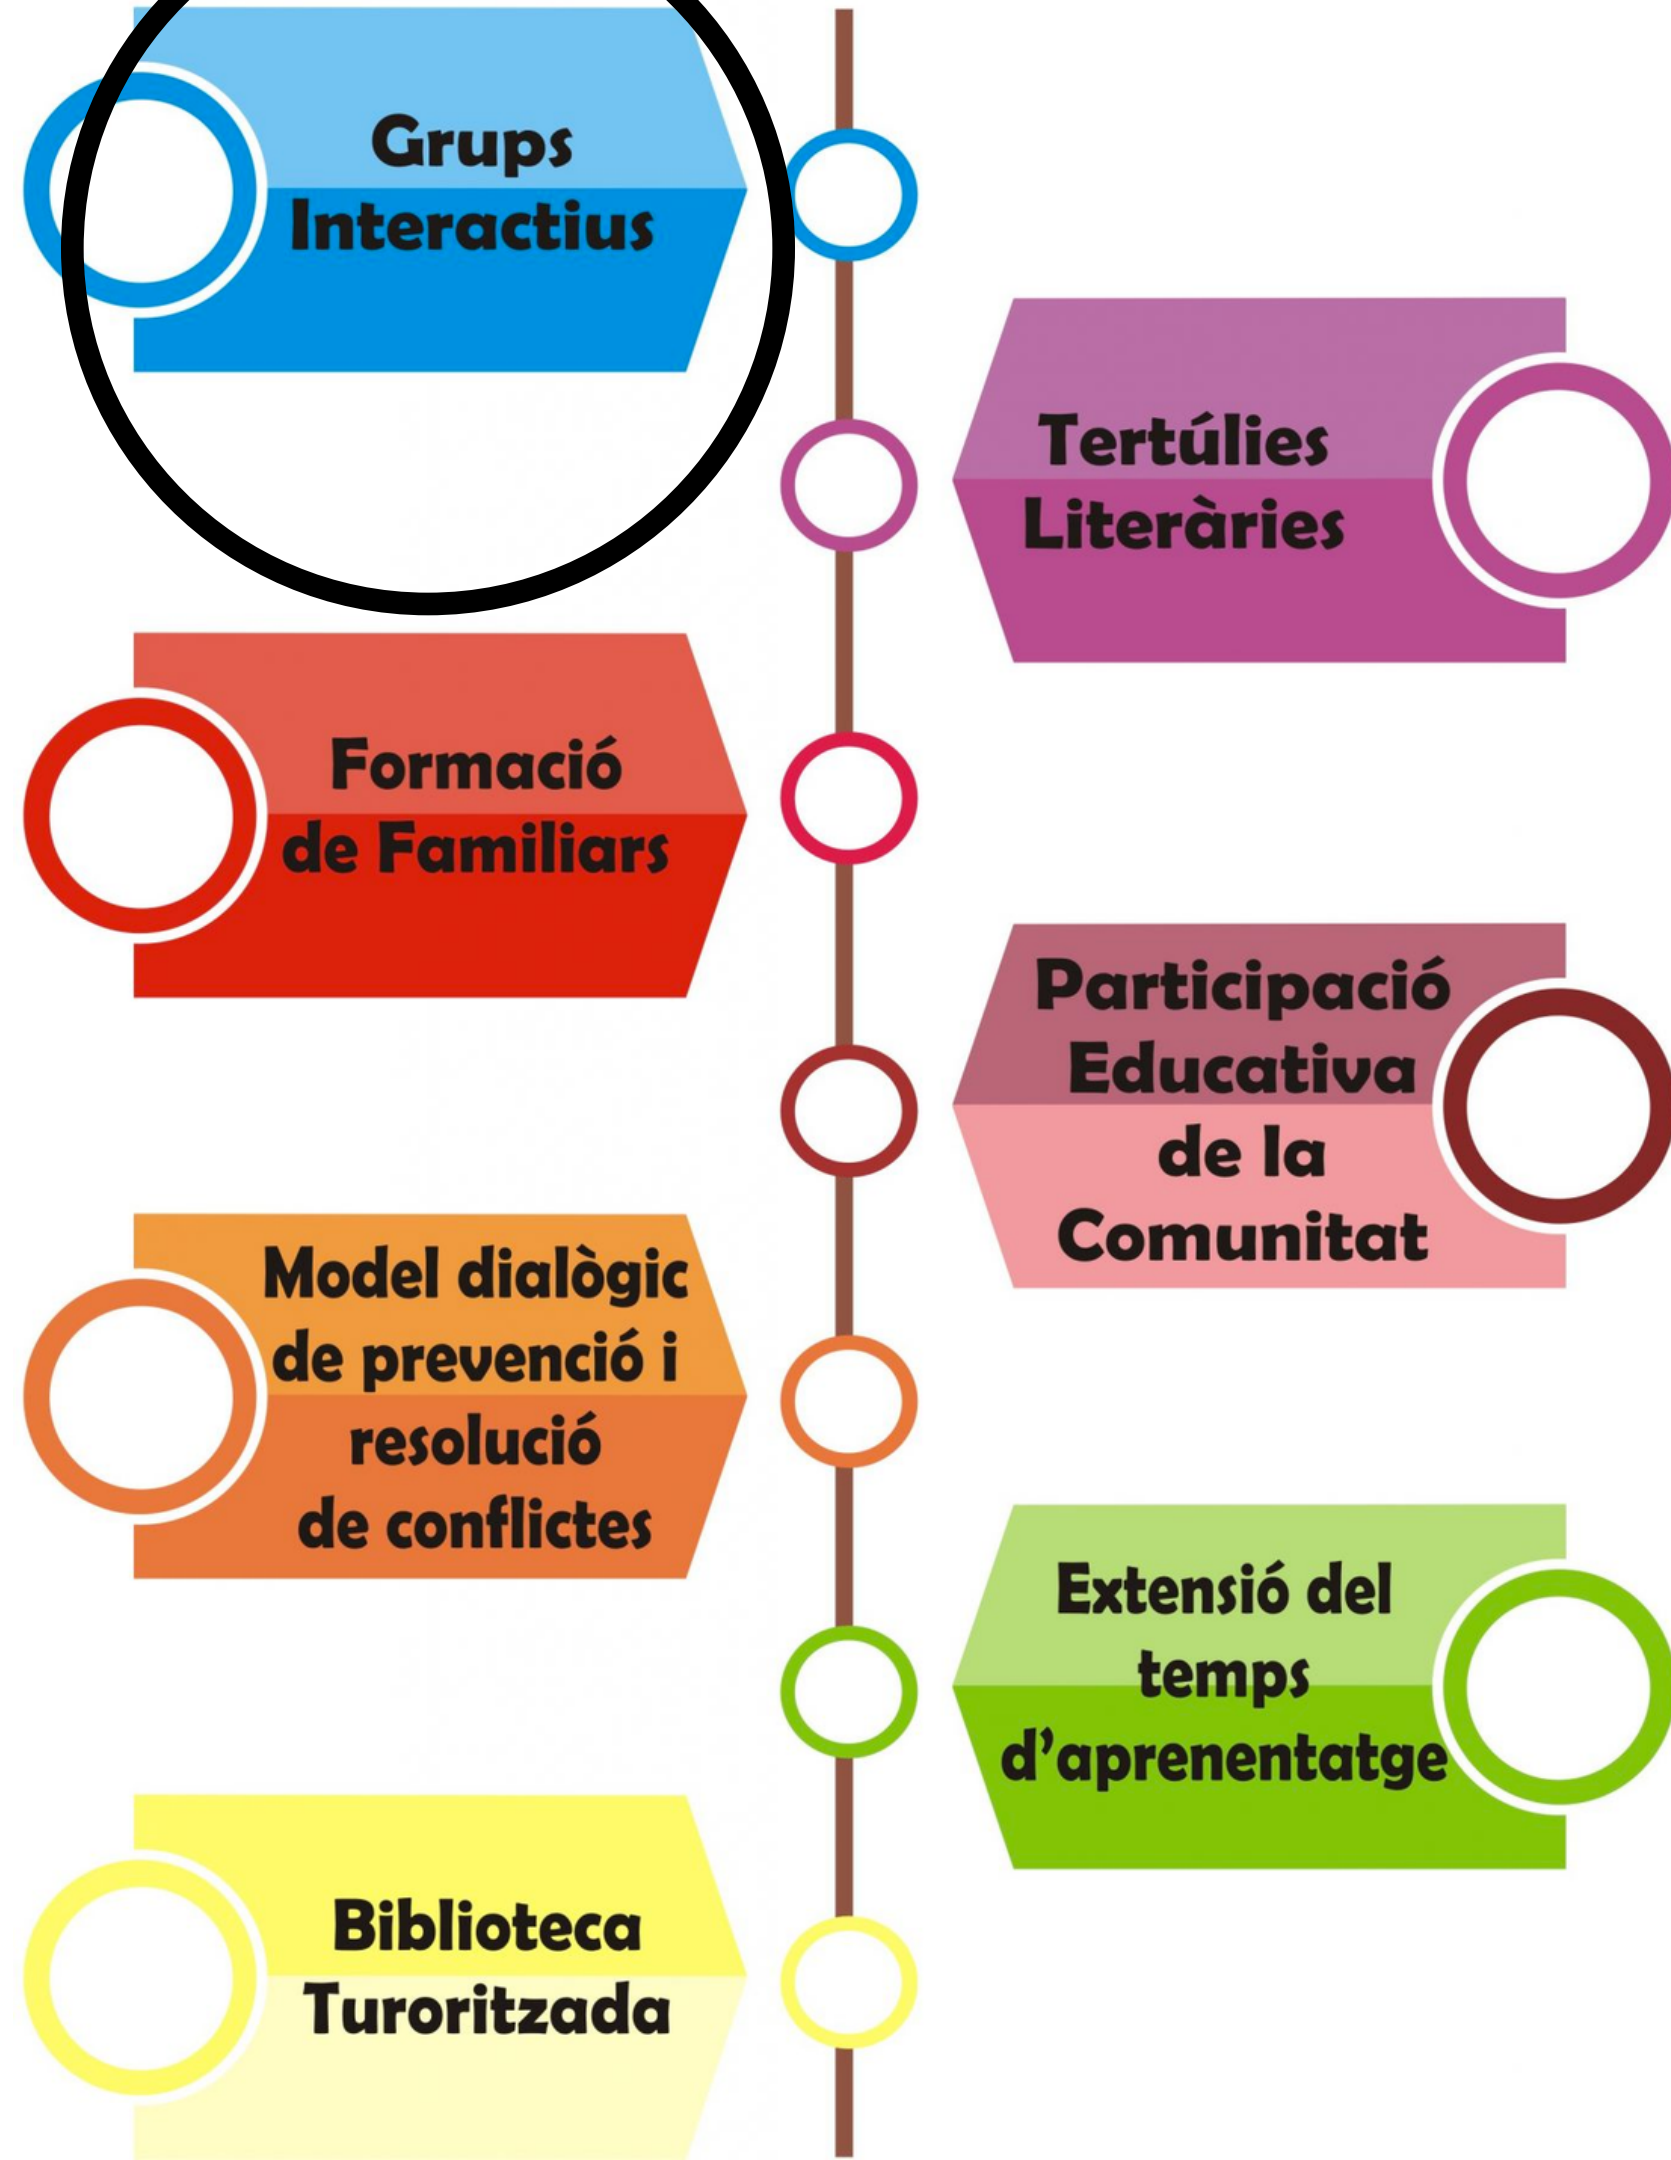 Grups
Interactius
Tertúlies
Literàries
Formació
de Familiars
Participació
Educativa
de la
Comunitat
Model dialògic
de prevenció i
resolució
de conflictes
Extensió del
temps
d'aprenentatge
Biblioteca
Turoritzada